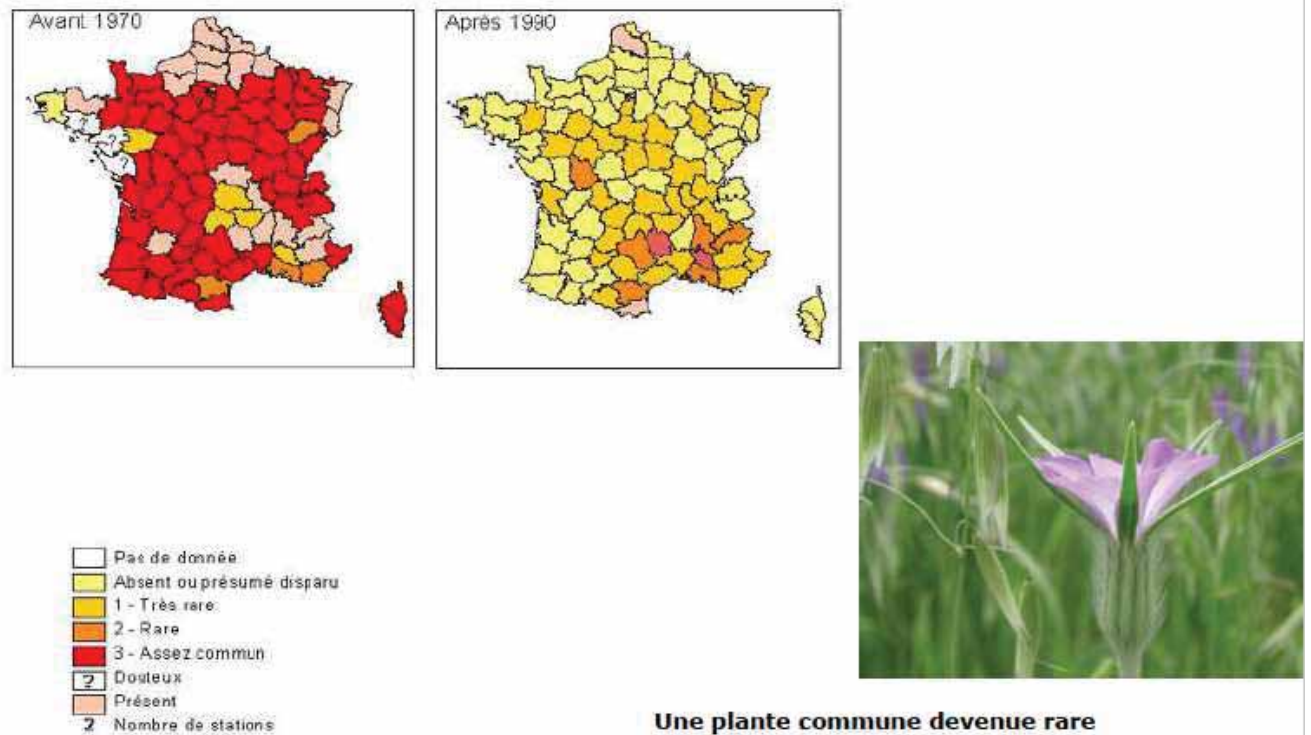 Avant 1970
Après 1990
?
?
?
Pas de donnée
Absent ou présumé disparu
1 - Très rare
2 - Rare
3 - Assez commun
? Douteux
Présent
2 Nombre de stations
Une plante commune devenue rare